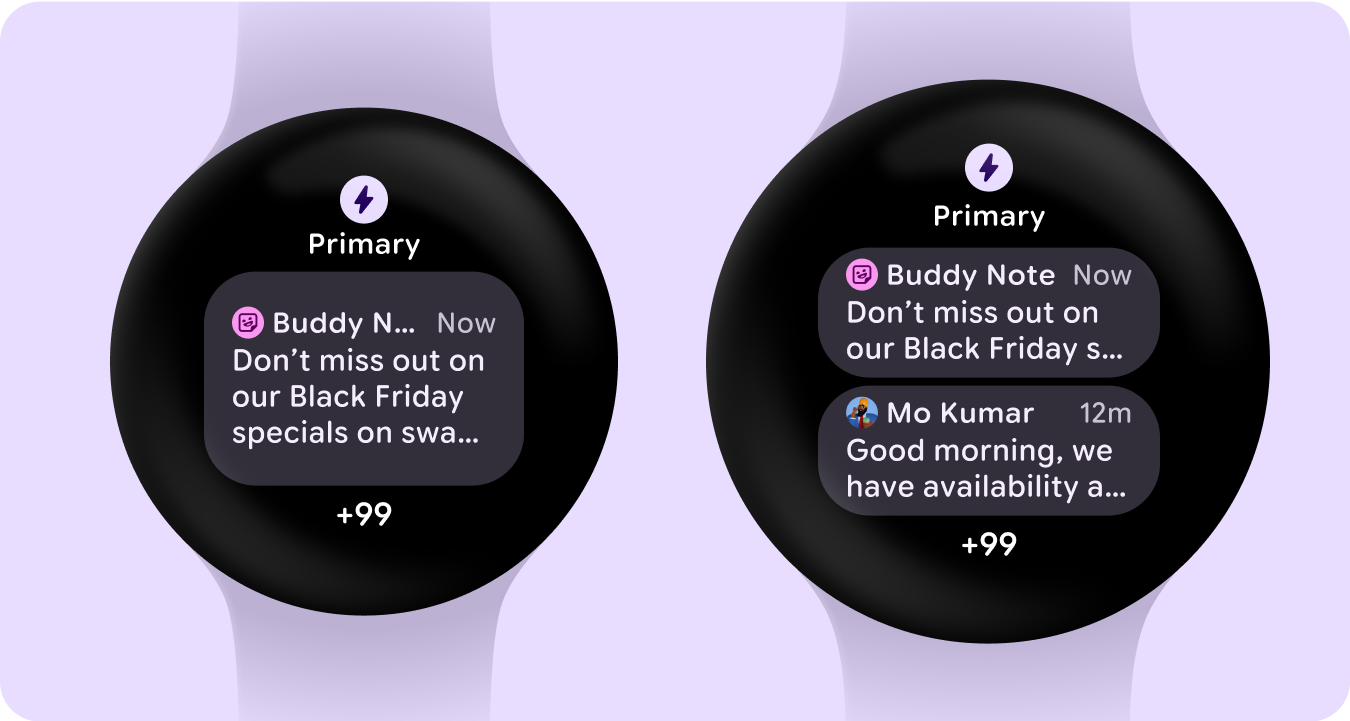 Primary
Buddy N... Now
Don’t miss out on
our Black Friday
specials on swa...
+99
Primary
Buddy Note Now
Don’t miss out on
our Black Friday s...
Mo Kumar 12m
Good morning, we
have availability a...
+99